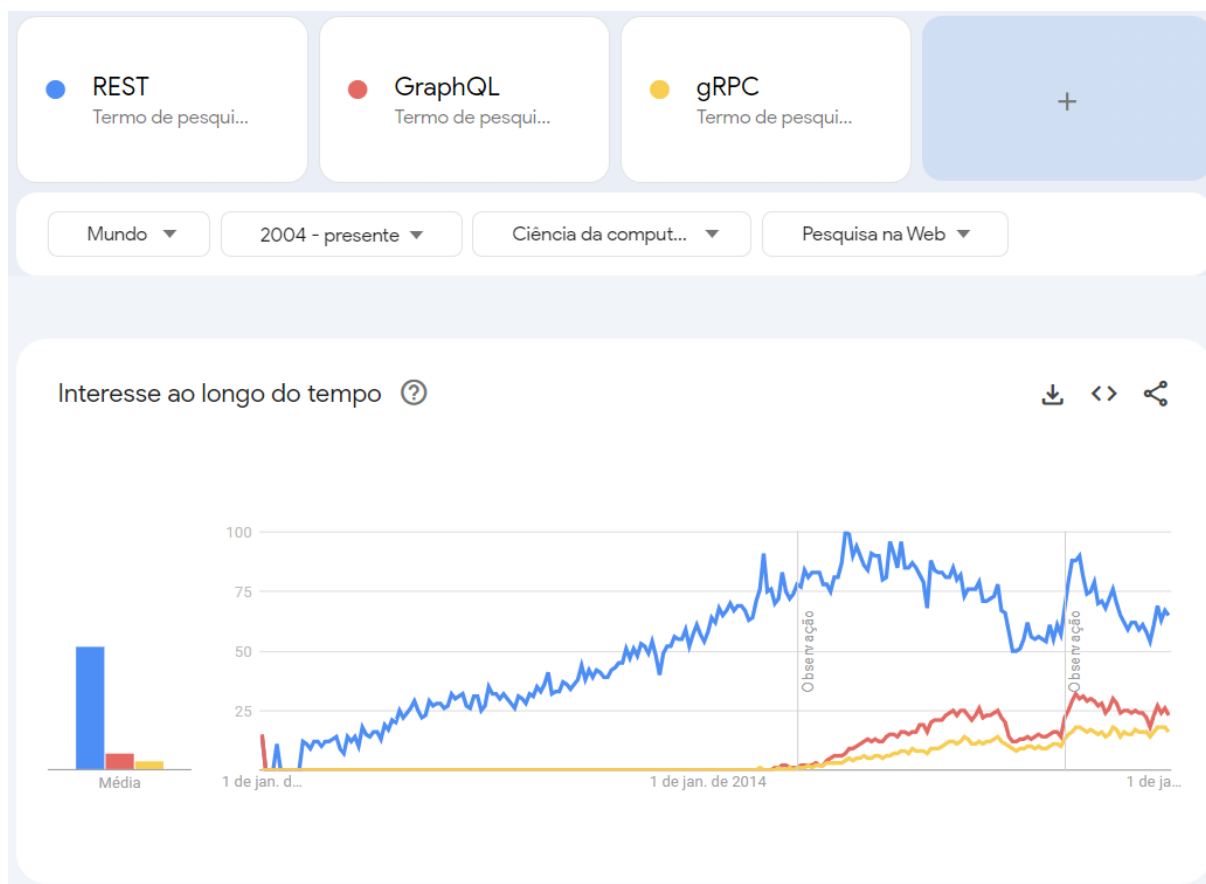 REST
Termo de pesqui...
GraphQL
Termo de pesqui...
gRPC
Termo de pesqui...
+
Mundo
2004 - presente
Ciência da comput...
Pesquisa na Web
Interesse ao longo do tempo
?
<>
100
75
50
25
Observação
Observação
Média
1 de jan. d...
1 de jan. de 2014
1 de ja...